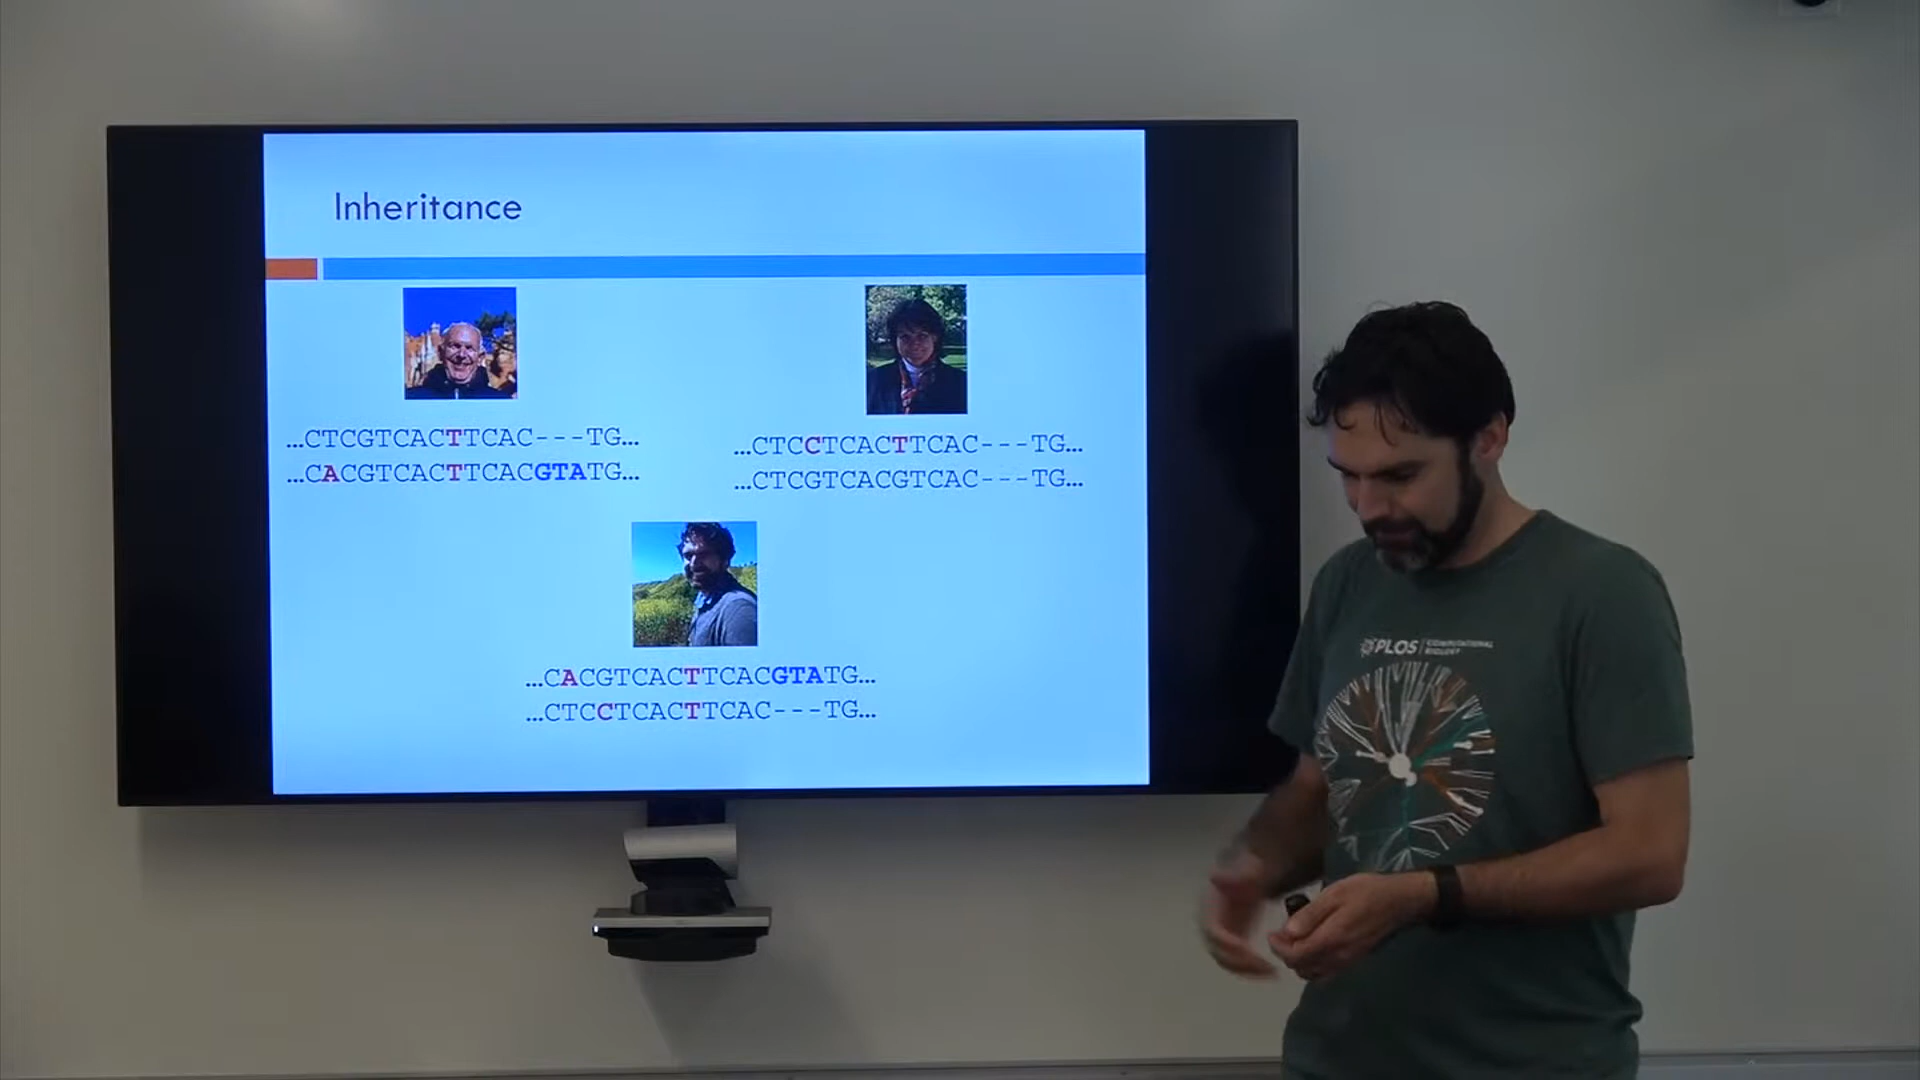 Inheritance
...CTCGTCACTTCAC---TG...
...CACGTCACTTCACGTATG...
...CTCCTCACTTCAC---TG...
...CTCGTCACGTCAC---TG...
...CACGTCACTTCACGTATG...
...CTCCTCACTTCAC---TG...
PLOS
COMPUTATIONAL
BIOLOGY